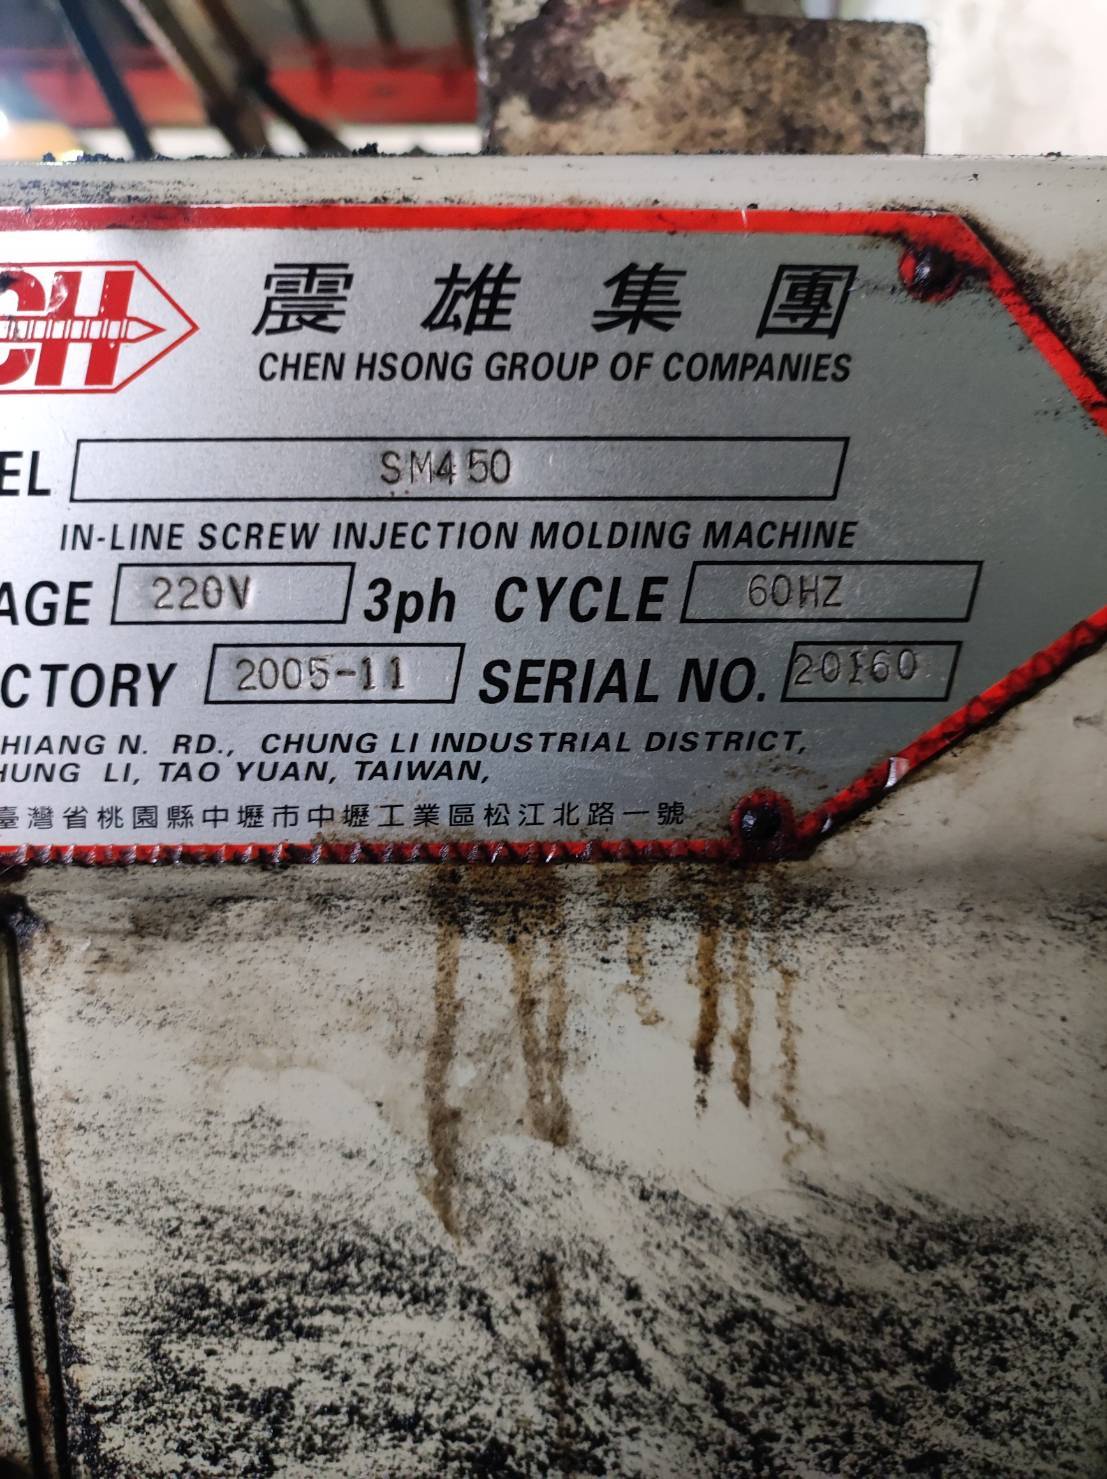 CH
震雄集團
CHEN HSONG GROUP OF COMPANIES
EL SM450
IN-LINE SCREW INJECTION MOLDING MACHINE
AGE 220V 3ph CYCLE 60HZ
CTORY 2005-11 SERIAL NO.
HIANG N. RD., CHUNG LI INDUSTRIAL DISTRICT,
HUNG LI, TAO YUAN, TAIWAN,
臺灣省桃園縣中壢市中壢工業區松江北路一號